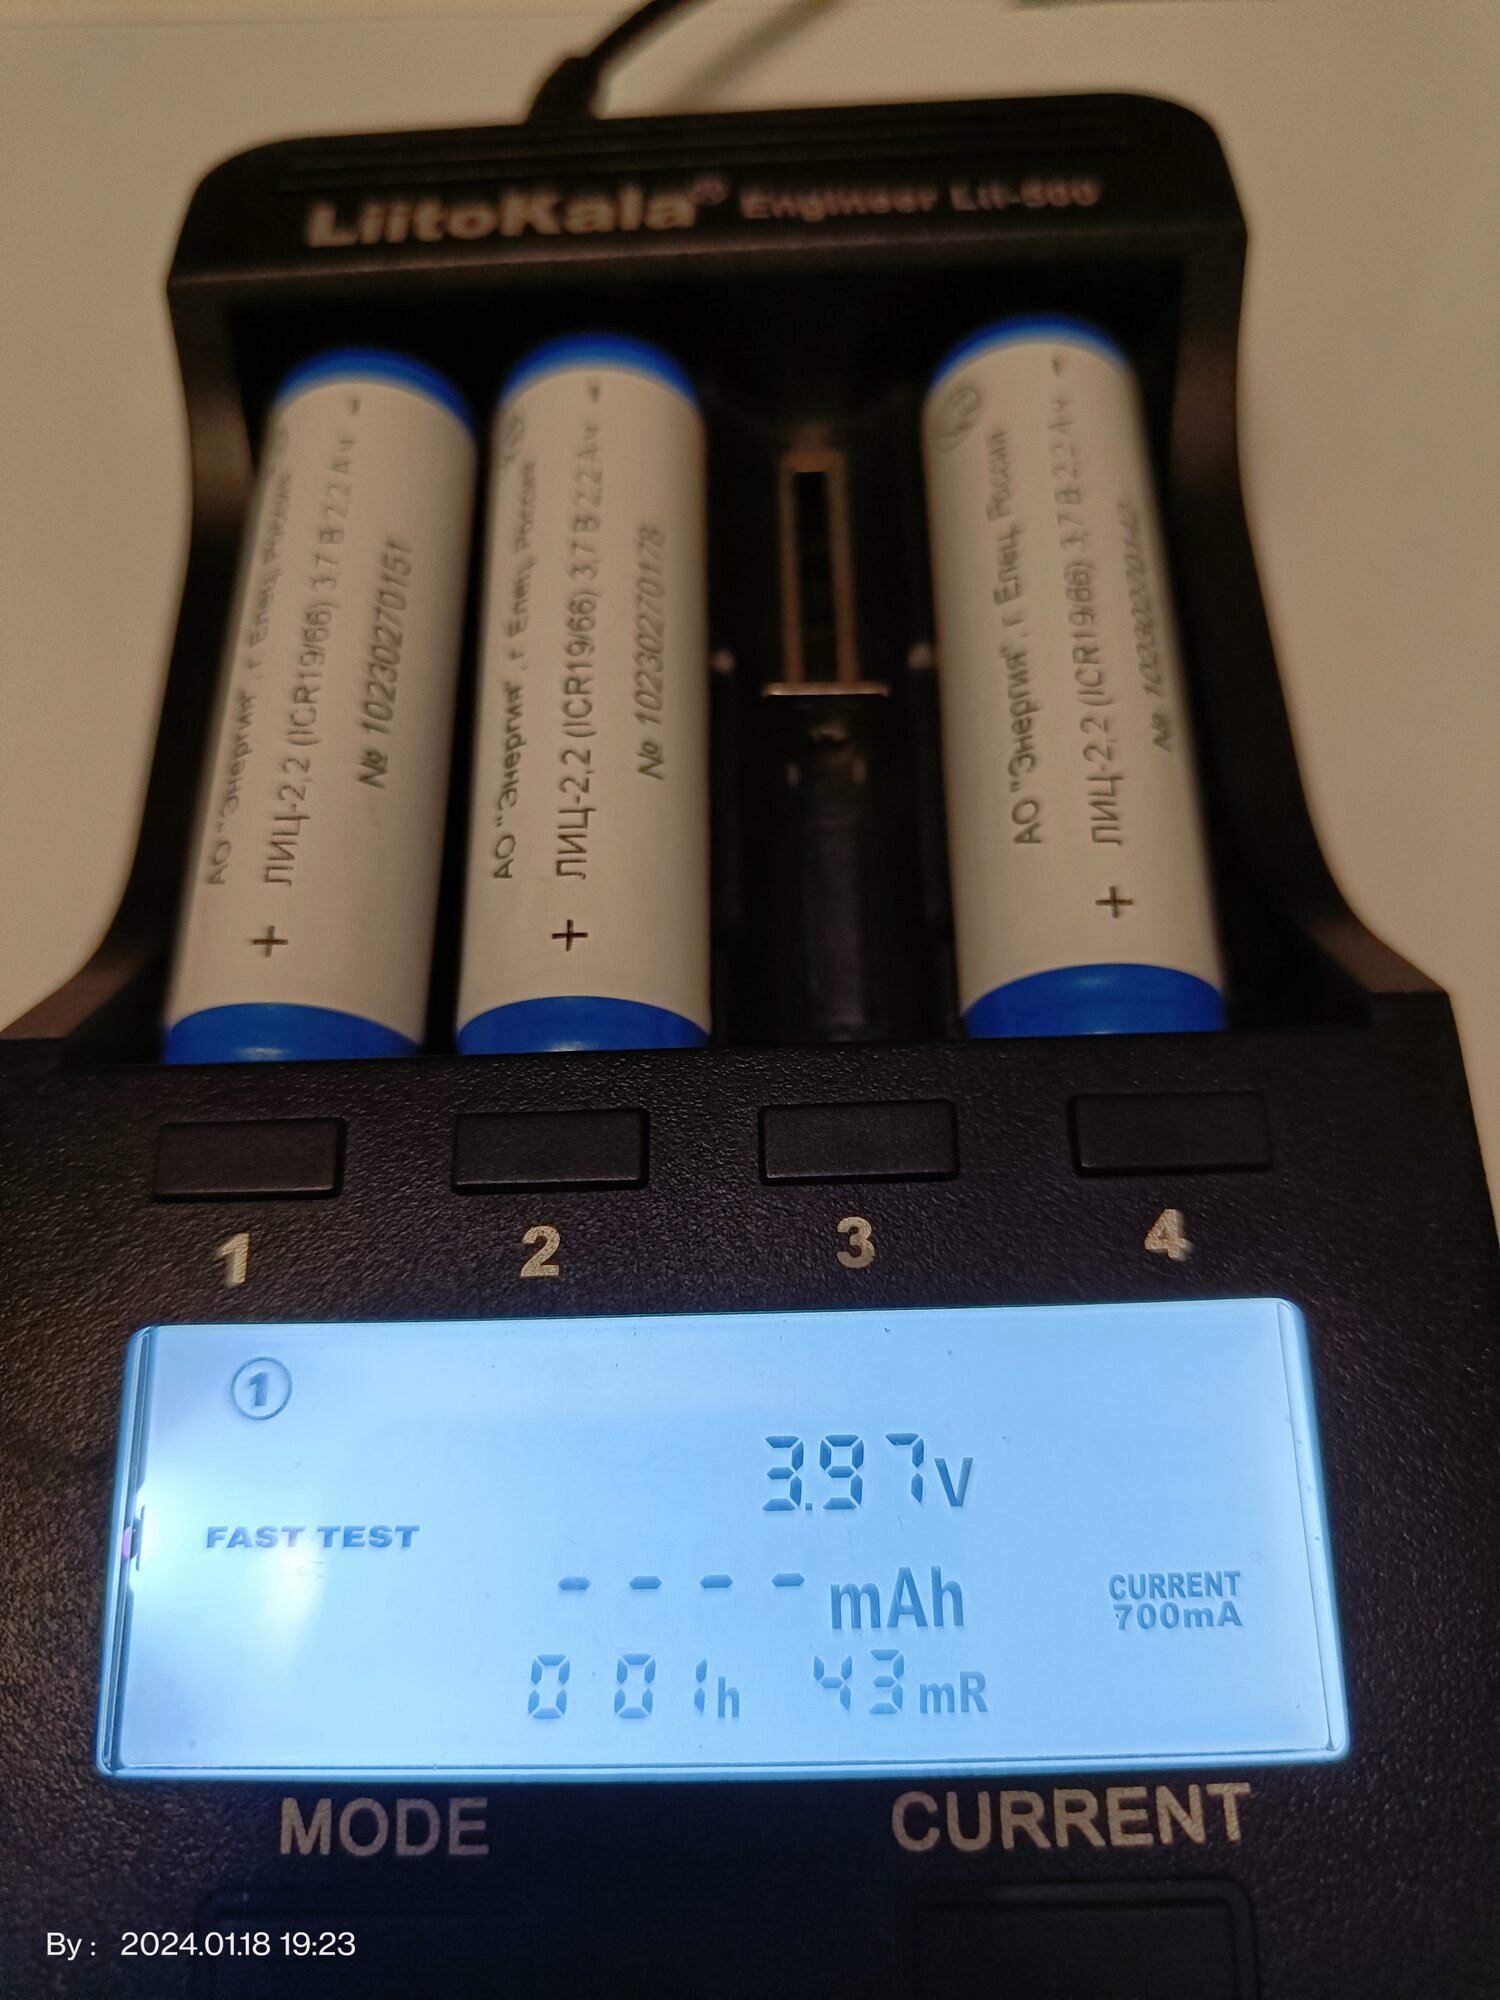 LiitoKala® Engineer Lii-500
АО "Энергия", г. Елец, Россия
ЛИЦ-2,2 (ICR19/66) 3,7 В 2,2 Ач -
+
№ 10230270151
АО "Энергия", г. Елец, Россия
ЛИЦ-2,2 (ICR19/66) 3,7 В 2,2 Ач -
+
№ 10230270178
АО "Энергия", г. Елец, Россия
ЛИЦ-2,2 (ICR19/66) 3,7 В 2,2 Ач -
+
№
1 2 3 4
1
3.97V
FAST TEST
- - - - mAh
CURRENT
700mA
0 01h 43mR
MODE CURRENT
By : 2024.01.18 19:23